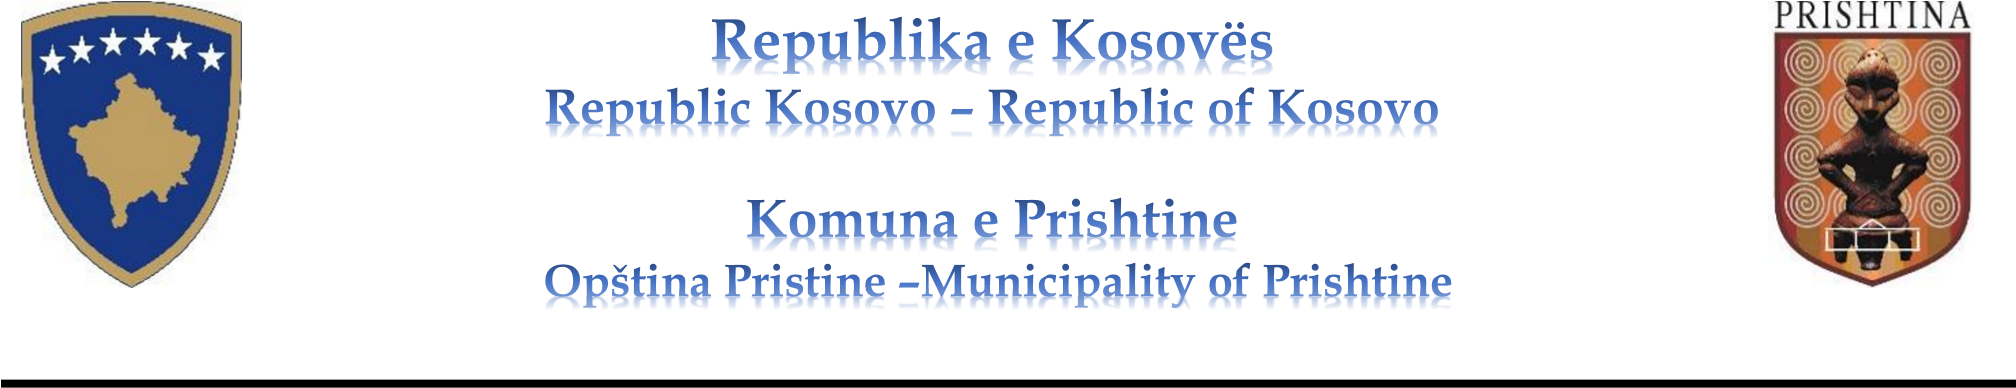 PRISHTINA
Republika e Kosovës
Republic Kosovo – Republic of Kosovo
Komuna e Prishtine
Opština Pristine –Municipality of Prishtine